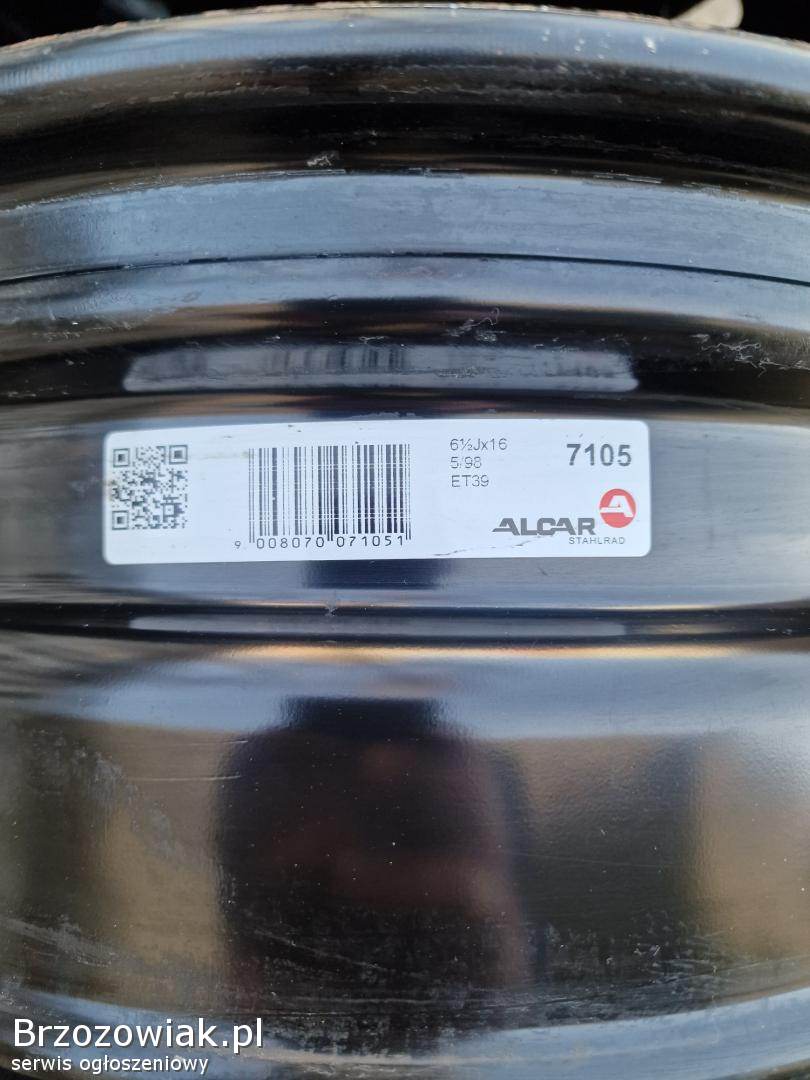 6½Jx16
5/98
ET39
7105
ALCAR
STAHLRAD
9 008070 071051
Brzozowiak.pl
serwis ogłoszeniowy